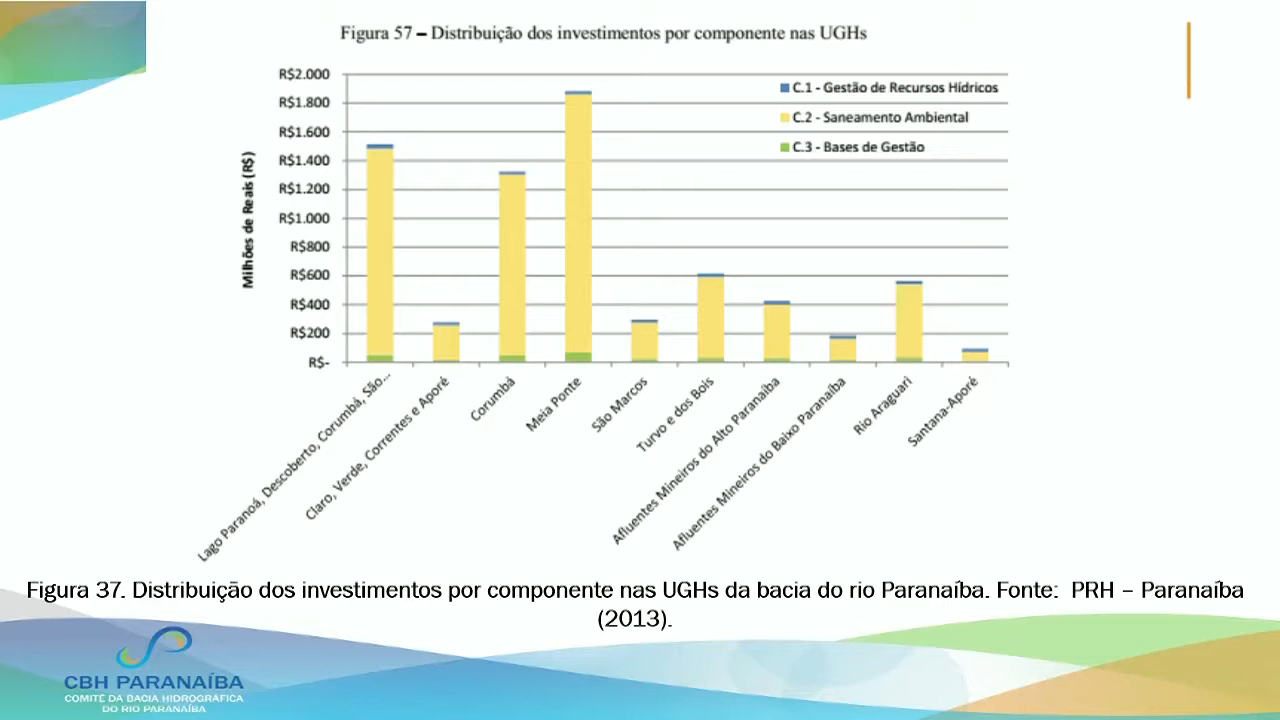 Figura 57 – Distribuição dos investimentos por componente nas UGHs
R$2.000
R$1.800
R$1.600
R$1.400
R$1.200
R$1.000
R$800
R$600
R$400
R$200
R$-
Milhões de Reais (R$)
C.1 - Gestão de Recursos Hídricos
C.2 - Saneamento Ambiental
C.3 - Bases de Gestão
Lago Paranoá, Descoberto, Corumbá, São...
Claro, Verde, Correntes e Aporé
Corumbá
Meia Ponte
São Marcos
Turvo e dos Bois
Afluentes Mineiros do Alto Paranaíba
Afluentes Mineiros do Baixo Paranaíba
Rio Araguari
Santana-Aporé
Figura 37. Distribuição dos investimentos por componente nas UGHs da bacia do rio Paranaíba. Fonte: PRH – Paranaíba
(2013).
CBH PARANAÍBA
COMITÊ DA BACIA HIDROGRÁFICA
DO RIO PARANAÍBA